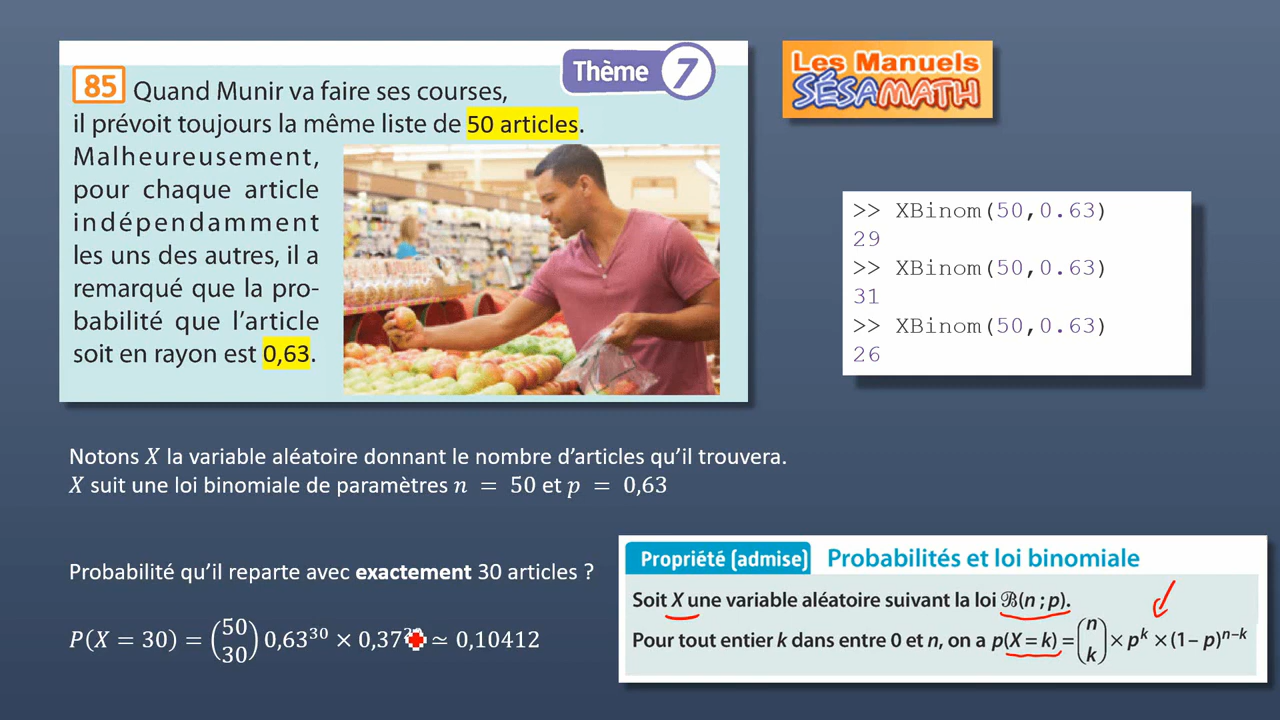 Thème 7
85 Quand Munir va faire ses courses,
il prévoit toujours la même liste de 50 articles.
Malheureusement,
pour chaque article
indépendamment
les uns des autres, il a
remarqué que la pro-
babilité que l'article
soit en rayon est 0,63.
Les Manuels
SÉSAMATH
>> XBinom(50,0.63)
29
>> XBinom(50,0.63)
31
>> XBinom(50,0.63)
26
Notons X la variable aléatoire donnant le nombre d'articles qu'il trouvera.
X suit une loi binomiale de paramètres n = 50 et p = 0,63
Probabilité qu'il reparte avec exactement 30 articles ?
P(X = 30) = (50 30) 0,63³⁰ × 0,37 ≃ 0,10412
Propriété (admise) Probabilités et loi binomiale
Soit X une variable aléatoire suivant la loi ℬ(n ; p).
Pour tout entier k dans entre 0 et n, on a p(X = k) = (n k) × pᵏ × (1 – p)ⁿ⁻ᵏ